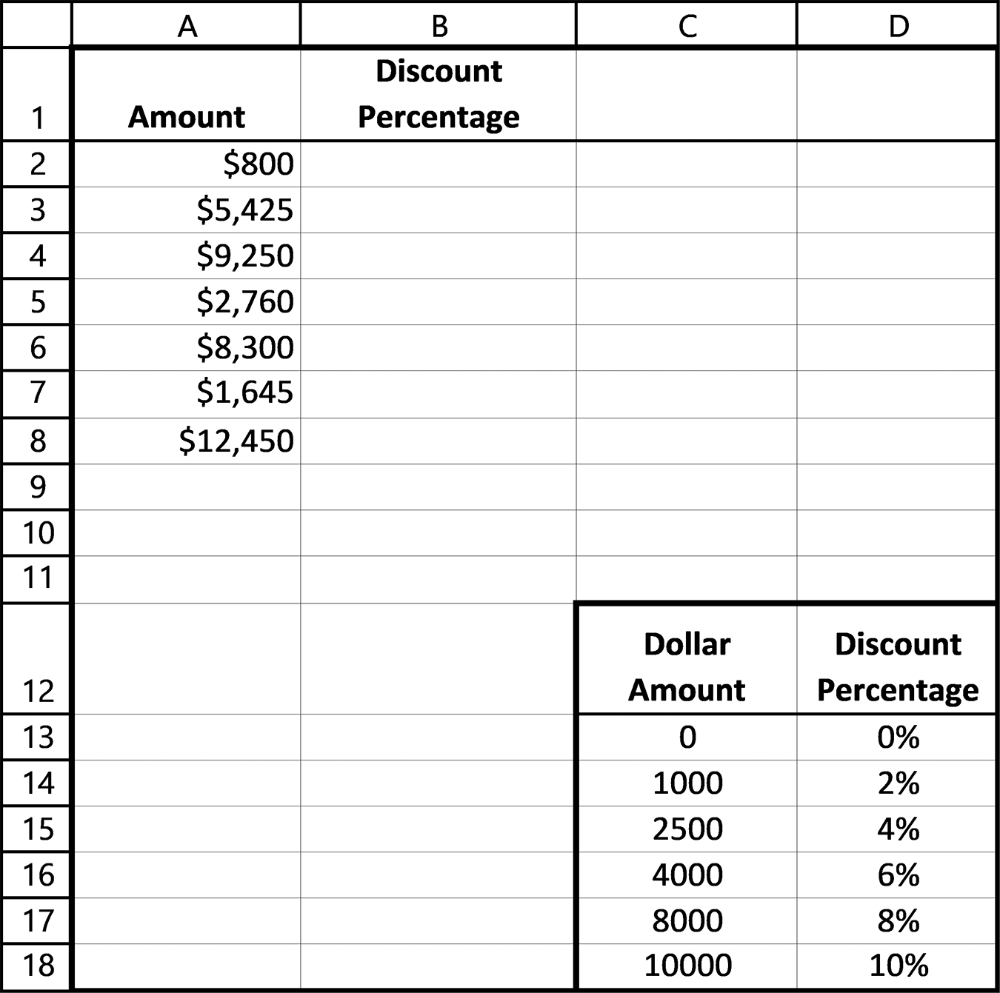 A B C D
1 Amount Discount Percentage
2 $800
3 $5,425
4 $9,250
5 $2,760
6 $8,300
7 $1,645
8 $12,450
9
10
11
12 Dollar Amount Discount Percentage
13 0 0%
14 1000 2%
15 2500 4%
16 4000 6%
17 8000 8%
18 10000 10%